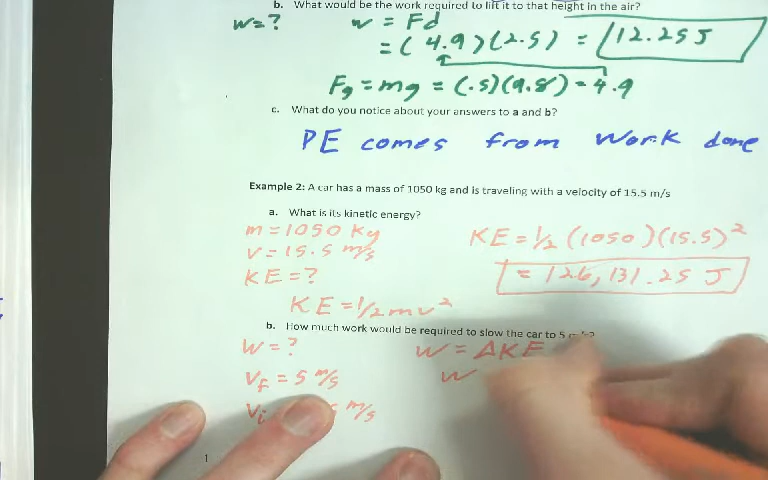 b. What would be the work required to lift it to that height in the air?
W=? W = Fd
= (4.9)(2.5) = 12.25 J
Fg = mg = (.5)(9.8) = 4.9
c. What do you notice about your answers to a and b?
PE comes from Work done
Example 2: A car has a mass of 1050 kg and is traveling with a velocity of 15.5 m/s
a. What is its kinetic energy?
m = 1050 kg KE = 1/2 (1050)(15.5)²
v = 15.5 m/s
KE = ? = 126,131.25 J
KE = 1/2 mv²
b. How much work would be required to slow the car to 5
W = ? W = ΔKE
VF = 5 m/s W
Vi m/s
1